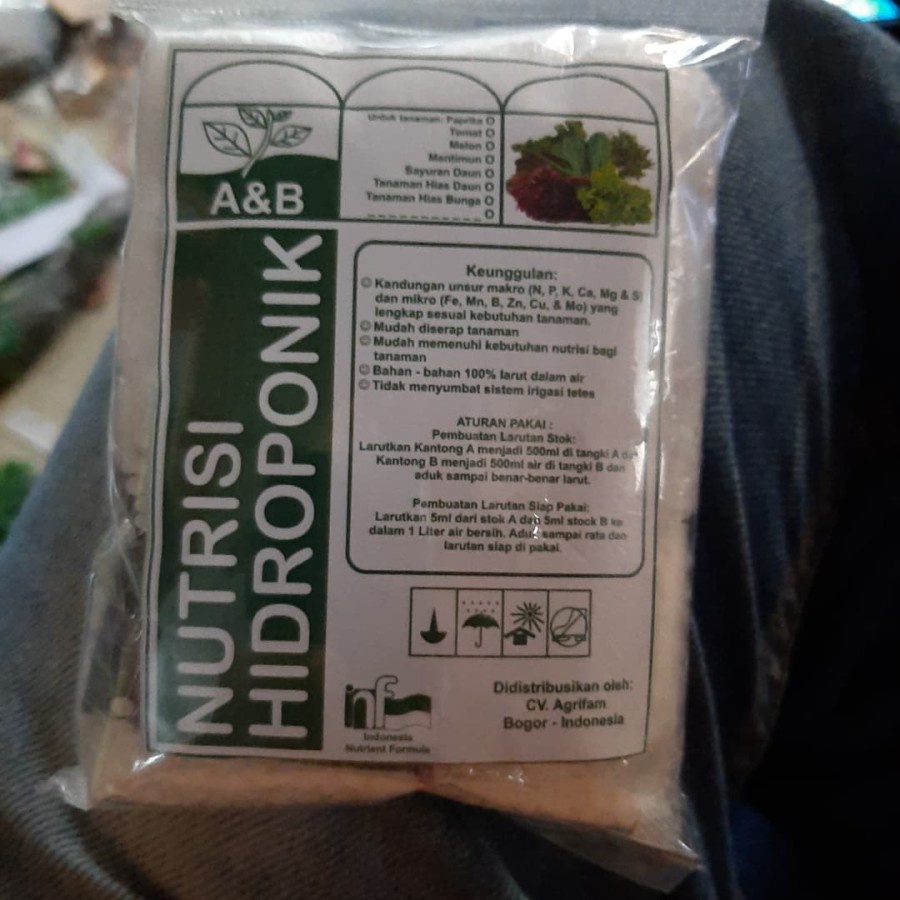 A&B
NUTRISI
HIDROPONIK
Untuk tanaman: Paprika O
Tomat O
Melon O
Mentimun O
Sayuran Daun O
Tanaman Hias Daun O
Tanaman Hias Bunga O
_ _ _ _ _ _ _ _ O
Keunggulan:
Kandungan unsur makro (N, P, K, Ca, Mg & S)
dan mikro (Fe, Mn, B, Zn, Cu, & Mo) yang
lengkap sesuai kebutuhan tanaman.
Mudah diserap tanaman
Mudah memenuhi kebutuhan nutrisi bagi
tanaman
Bahan - bahan 100% larut dalam air
Tidak menyumbat sistem irigasi tetes
ATURAN PAKAI :
Pembuatan Larutan Stok:
Larutkan Kantong A menjadi 500ml di tangki A
Kantong B menjadi 500ml air di tangki B dan
aduk sampai benar-benar larut.
Pembuatan Larutan Siap Pakai:
Larutkan 5ml dari stok A dan 5ml stock B ke
dalam 1 Liter air bersih. Aduk sampai rata dan
larutan siap di pakai.
inf
Indonesia
Nutrient Formula
Didistribusikan oleh:
CV. Agrifam
Bogor - Indonesia